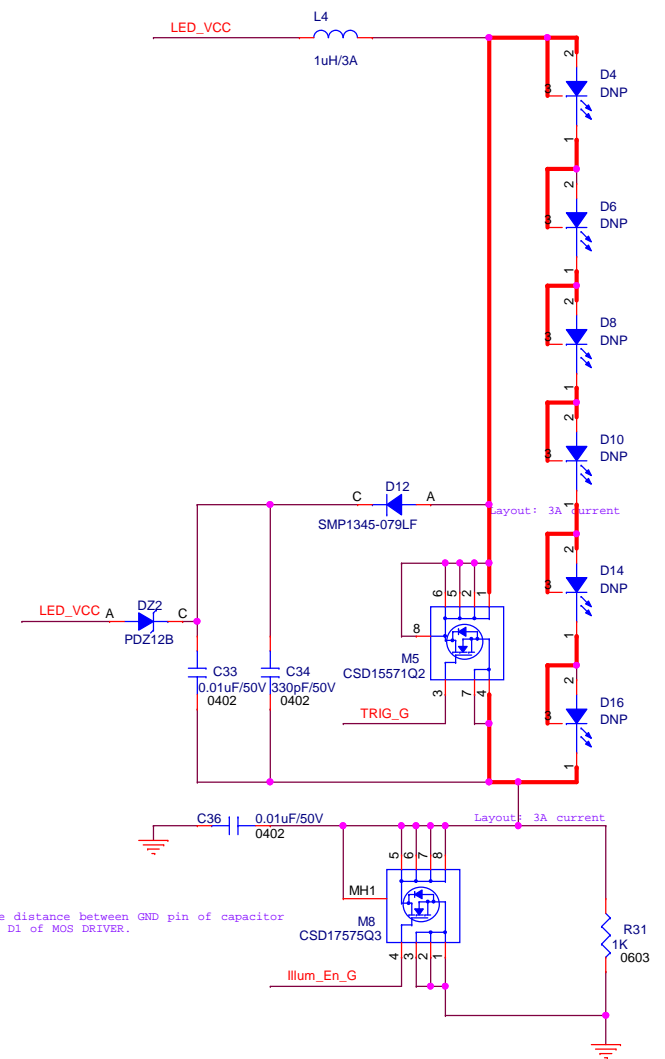 LED_VCC
L4
1uH/3A
2
3
D4
DNP
1
2
3
D6
DNP
1
2
3
D8
DNP
1
2
3
D10
DNP
1
Layout: 3A current
2
3
D14
DNP
1
2
3
D16
DNP
1
D12
C
A
SMP1345-079LF
LED_VCC
A
DZ2
C
PDZ12B
C33
0.01uF/50V
0402
C34
330pF/50V
0402
6
5
2
1
8
M5
CSD15571Q2
3
7
4
TRIG_G
C36
0.01uF/50V
0402
Layout: 3A current
5
6
7
8
MH1
M8
CSD17575Q3
4
3
2
1
Illum_En_G
R31
1K
0603
distance between GND pin of capacitor
D1 of MOS DRIVER.